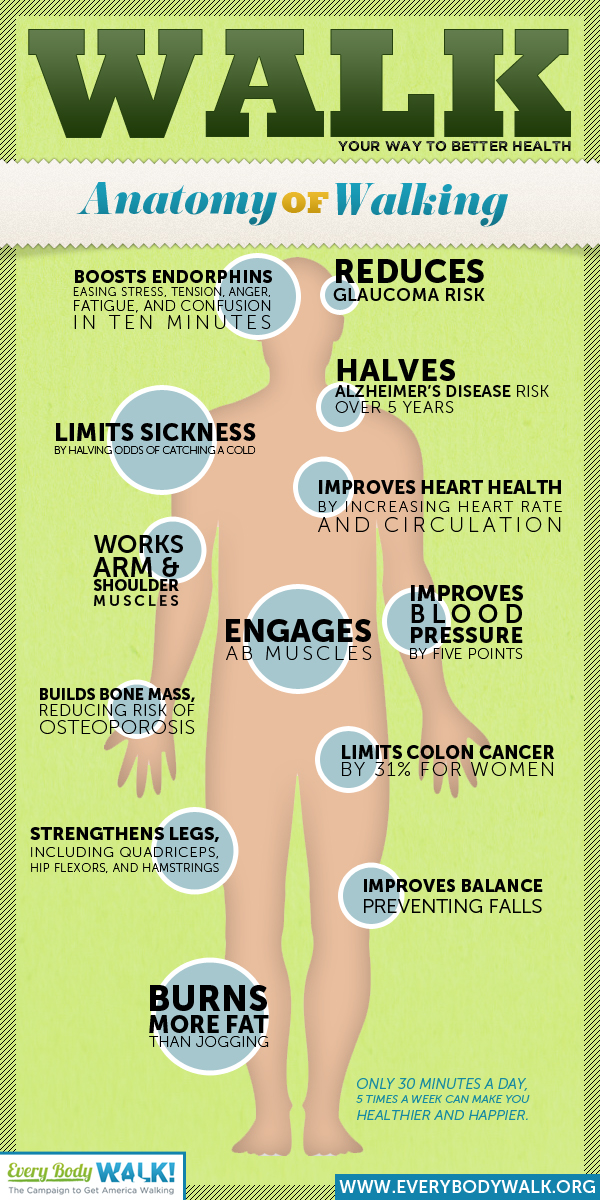 WALK
YOUR WAY TO BETTER HEALTH
Anatomy OF Walking
BOOSTS ENDORPHINS
EASING STRESS, TENSION, ANGER,
FATIGUE, AND CONFUSION
IN TEN MINUTES
REDUCES
GLAUCOMA RISK
HALVES
ALZHEIMER'S DISEASE RISK
OVER 5 YEARS
LIMITS SICKNESS
BY HALVING ODDS OF CATCHING A COLD
IMPROVES HEART HEALTH
BY INCREASING HEART RATE
AND CIRCULATION
WORKS
ARM &
SHOULDER
MUSCLES
IMPROVES
BLOOD
PRESSURE
BY FIVE POINTS
ENGAGES
AB MUSCLES
BUILDS BONE MASS,
REDUCING RISK OF
OSTEOPOROSIS
LIMITS COLON CANCER
BY 31% FOR WOMEN
STRENGTHENS LEGS,
INCLUDING QUADRICEPS,
HIP FLEXORS, AND HAMSTRINGS
IMPROVES BALANCE
PREVENTING FALLS
BURNS
MORE FAT
THAN JOGGING
ONLY 30 MINUTES A DAY,
5 TIMES A WEEK CAN MAKE YOU
HEALTHIER AND HAPPIER.
Every Body WALK!
The Campaign to Get America Walking
WWW.EVERYBODYWALK.ORG